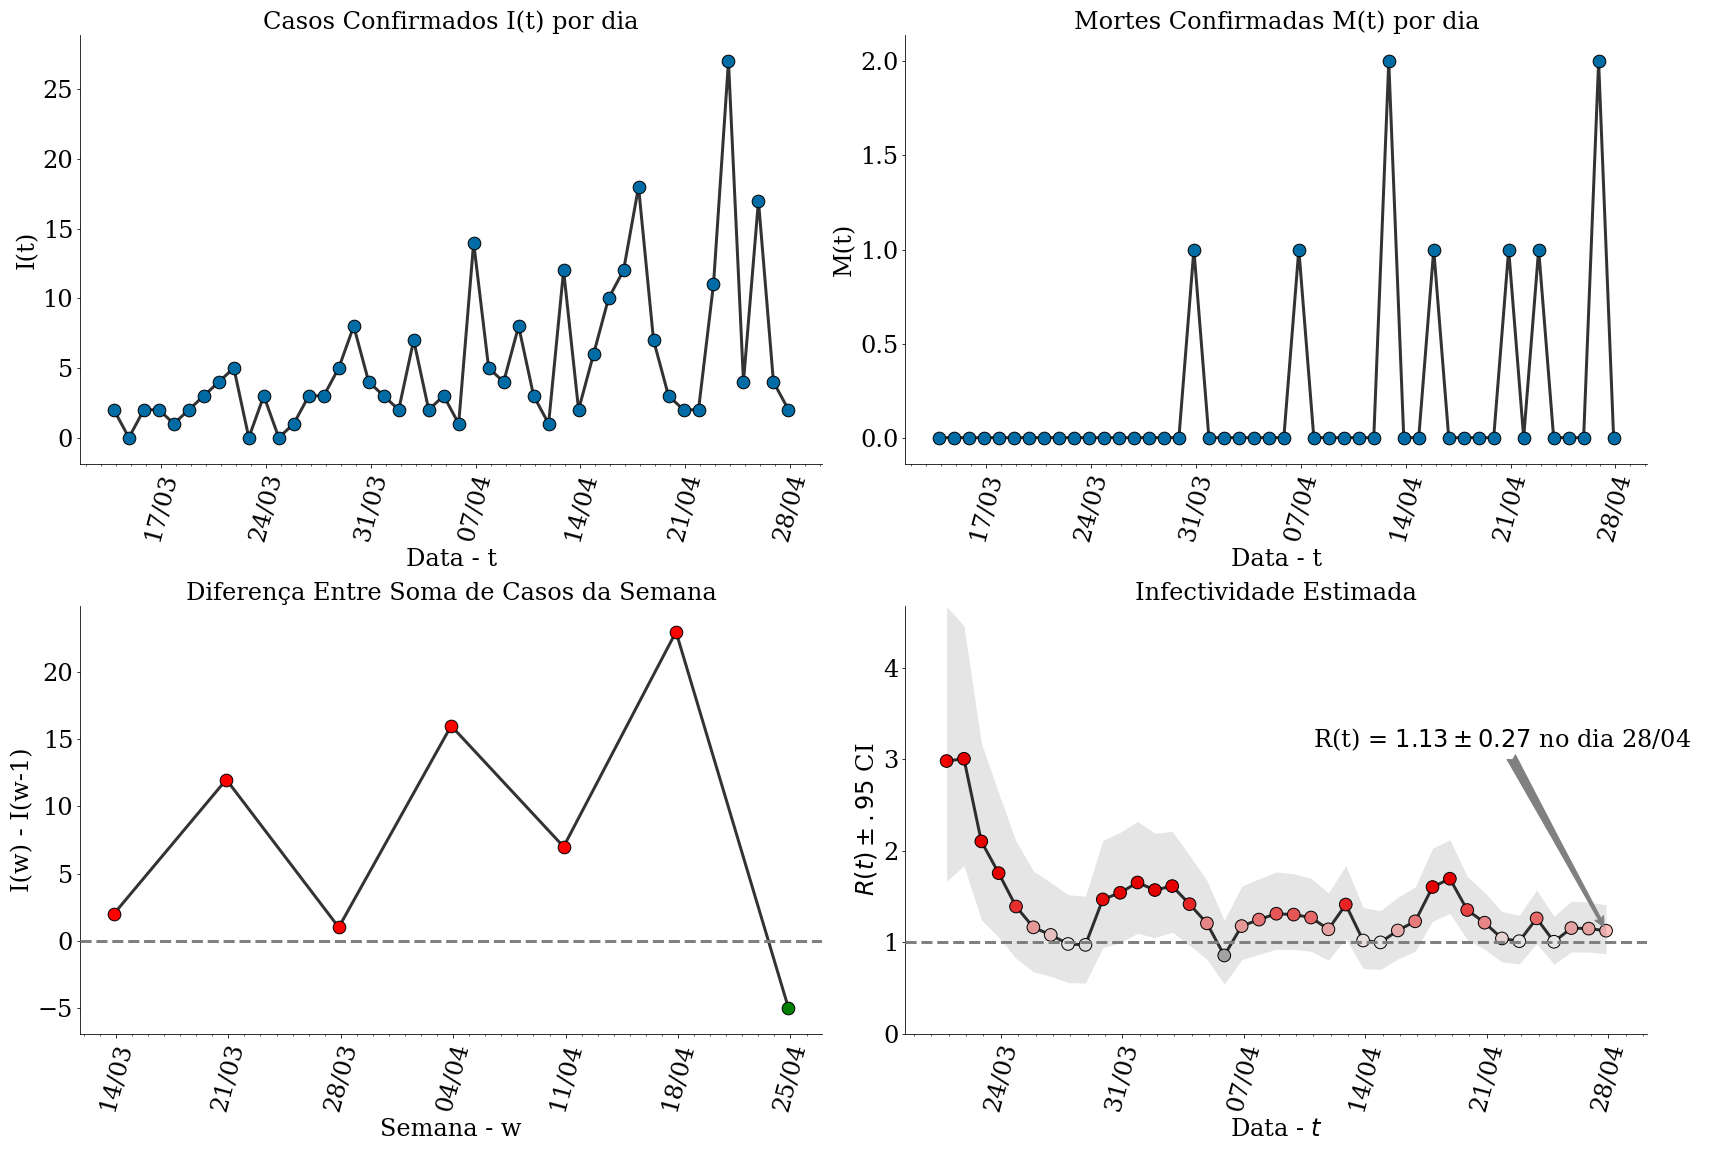 Casos Confirmados I(t) por dia
I(t)
25
20
15
10
5
0
17/03 24/03 31/03 07/04 14/04 21/04 28/04
Data - t
Mortes Confirmadas M(t) por dia
M(t)
2.0
1.5
1.0
0.5
0.0
17/03 24/03 31/03 07/04 14/04 21/04 28/04
Data - t
Diferença Entre Soma de Casos da Semana
I(w) - I(w-1)
20
15
10
5
0
−5
14/03 21/03 28/03 04/04 11/04 18/04 25/04
Semana - w
Infectividade Estimada
R(t) ± .95 CI
4
3
2
1
0
R(t) = 1.13 ± 0.27 no dia 28/04
24/03 31/03 07/04 14/04 21/04 28/04
Data - t